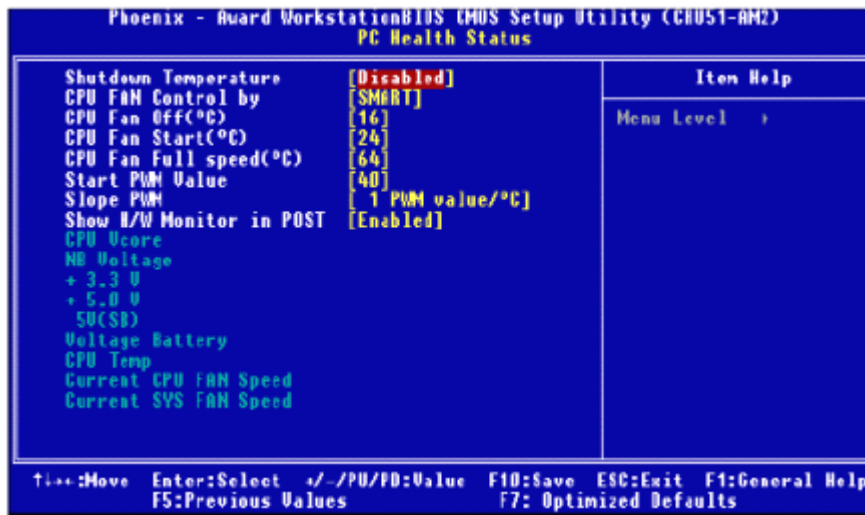 Phoenix - Award WorkstationBIOS CMOS Setup Utility (CHU51-AM2)
PC Health Status
Shutdown Temperature [Disabled]
CPU FAN Control by [SMART]
CPU Fan Off(°C) [16]
CPU Fan Start(°C) [24]
CPU Fan Full speed(°C) [64]
Start PWM Value [40]
Slope PWM [ 1 PWM value/°C]
Show H/W Monitor in POST [Enabled]
CPU Vcore
NB Voltage
+ 3.3 V
+ 5.0 V
5V(SB)
Voltage Battery
CPU Temp
Current CPU FAN Speed
Current SYS FAN Speed
Item Help
Menu Level
↑↓→←:Move Enter:Select +/-/PU/PD:Value F10:Save ESC:Exit F1:General Help
F5:Previous Values F7: Optimized Defaults